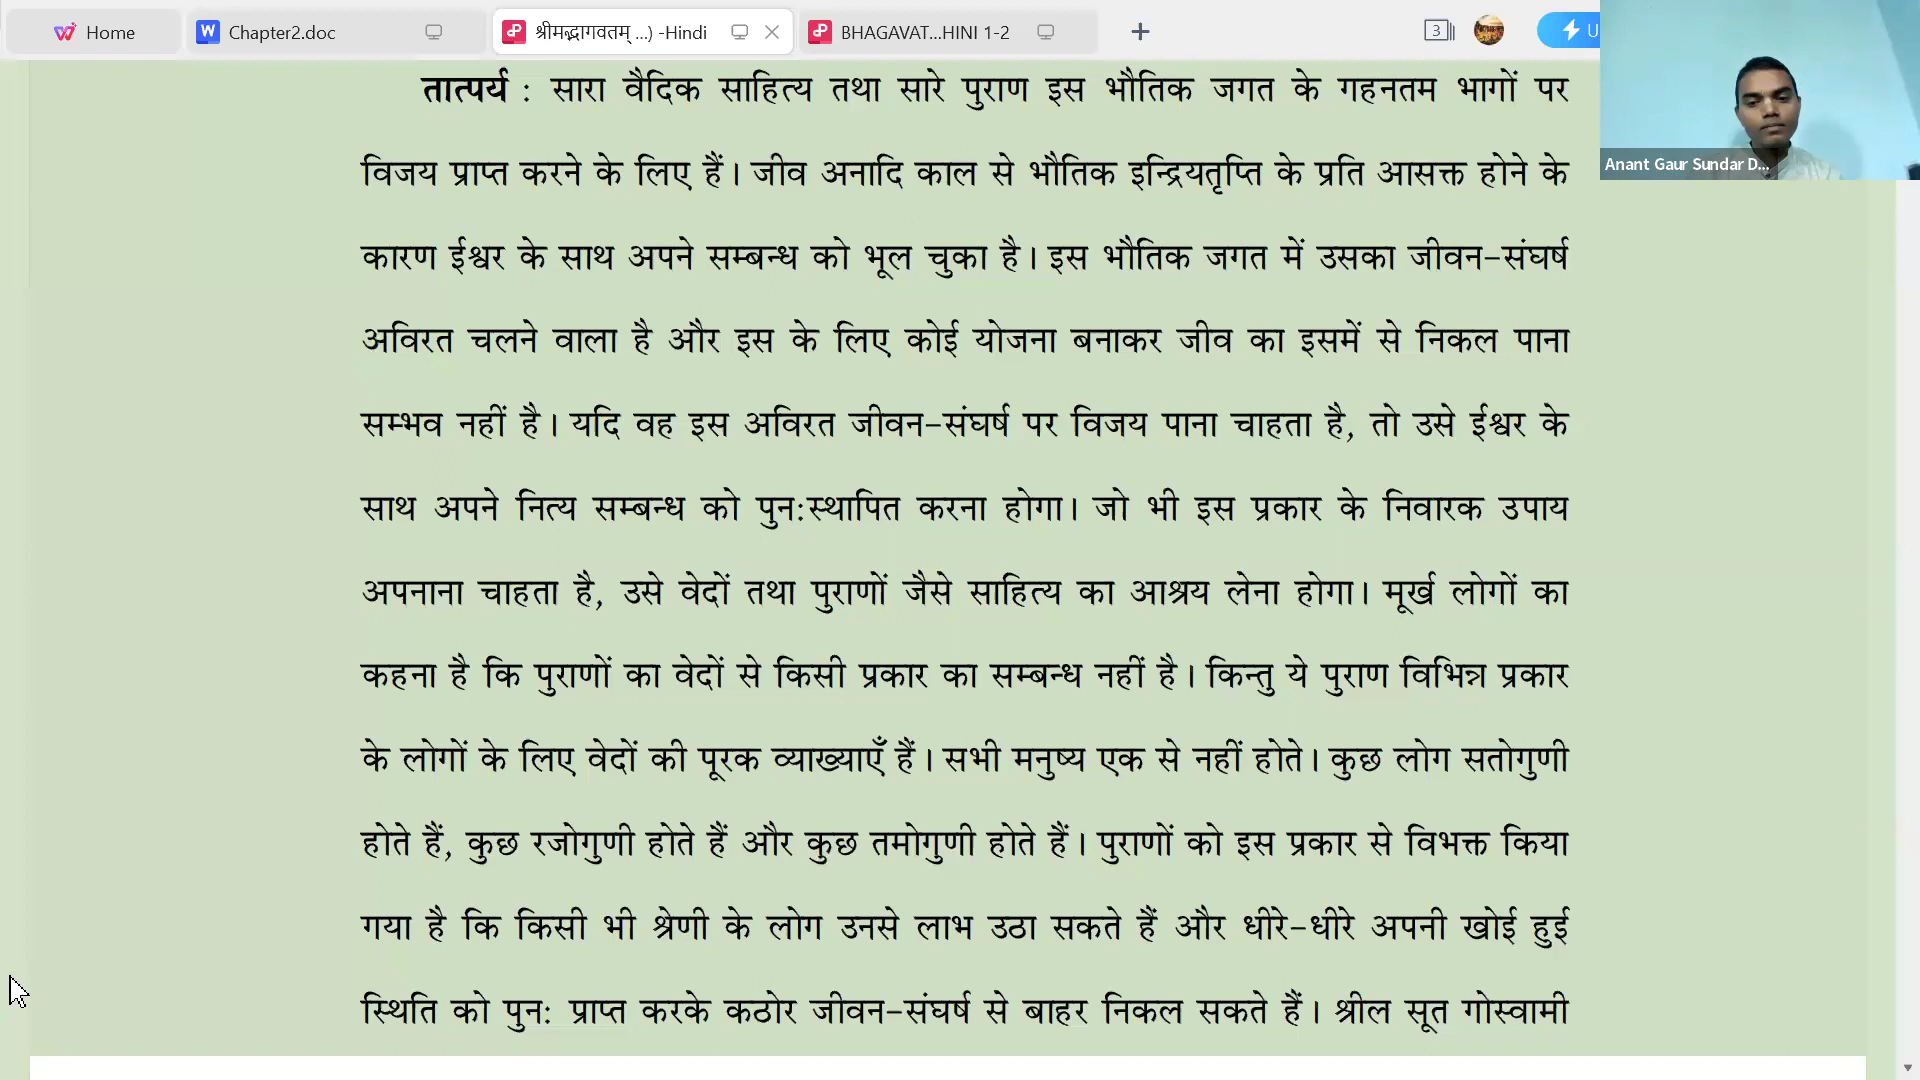 Home
Chapter2.doc
श्रीमद्भागवतम् ...) -Hindi
BHAGAVAT...HINI 1-2
3
U
Anant Gaur Sundar D...
तात्पर्य : सारा वैदिक साहित्य तथा सारे पुराण इस भौतिक जगत के गहनतम भागों पर
विजय प्राप्त करने के लिए हैं। जीव अनादि काल से भौतिक इन्द्रियतृप्ति के प्रति आसक्त होने के
कारण ईश्वर के साथ अपने सम्बन्ध को भूल चुका है। इस भौतिक जगत में उसका जीवन-संघर्ष
अविरत चलने वाला है और इस के लिए कोई योजना बनाकर जीव का इसमें से निकल पाना
सम्भव नहीं है। यदि वह इस अविरत जीवन-संघर्ष पर विजय पाना चाहता है, तो उसे ईश्वर के
साथ अपने नित्य सम्बन्ध को पुन:स्थापित करना होगा। जो भी इस प्रकार के निवारक उपाय
अपनाना चाहता है, उसे वेदों तथा पुराणों जैसे साहित्य का आश्रय लेना होगा। मूर्ख लोगों का
कहना है कि पुराणों का वेदों से किसी प्रकार का सम्बन्ध नहीं है। किन्तु ये पुराण विभिन्न प्रकार
के लोगों के लिए वेदों की पूरक व्याख्याएँ हैं। सभी मनुष्य एक से नहीं होते। कुछ लोग सतोगुणी
होते हैं, कुछ रजोगुणी होते हैं और कुछ तमोगुणी होते हैं। पुराणों को इस प्रकार से विभक्त किया
गया है कि किसी भी श्रेणी के लोग उनसे लाभ उठा सकते हैं और धीरे-धीरे अपनी खोई हुई
स्थिति को पुन: प्राप्त करके कठोर जीवन-संघर्ष से बाहर निकल सकते हैं। श्रील सूत गोस्वामी